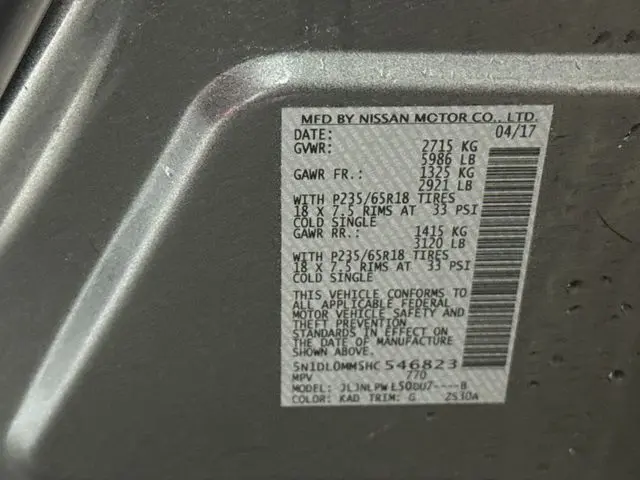 MFD BY NISSAN MOTOR CO., LTD.
DATE: 04/17
GVWR: 2715 KG
5986 LB
GAWR FR.: 1325 KG
2921 LB
WITH P235/65R18 TIRES
18 X 7.5 RIMS AT 33 PSI
COLD SINGLE
GAWR RR.: 1415 KG
3120 LB
WITH P235/65R18 TIRES
18 X 7.5 RIMS AT 33 PSI
COLD SINGLE
THIS VEHICLE CONFORMS TO
ALL APPLICABLE FEDERAL
MOTOR VEHICLE SAFETY AND
THEFT PREVENTION
STANDARDS IN EFFECT ON
THE DATE OF MANUFACTURE
SHOWN ABOVE
5N1DL0MM5HC 546823
MPV 770
MODEL:
COLOR: KAD TRIM: G ZS30A